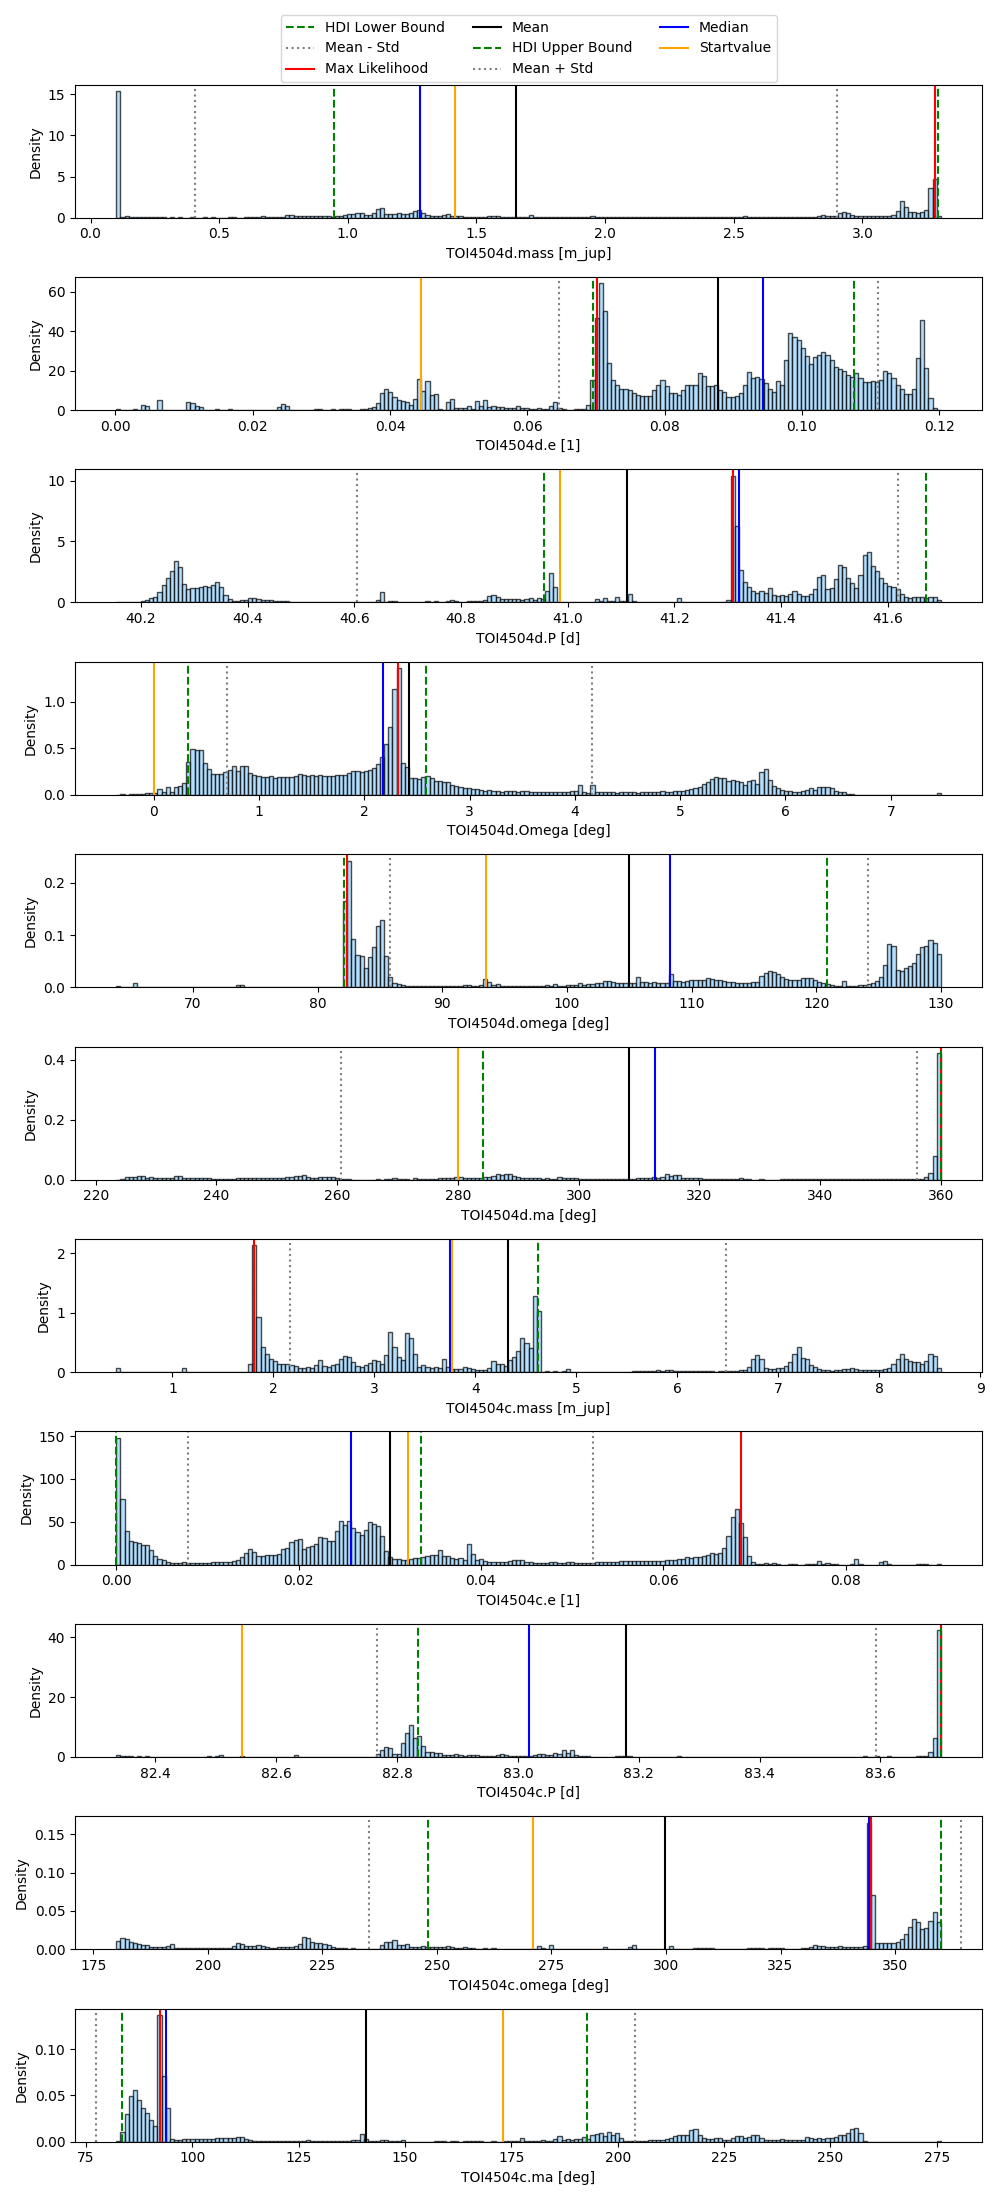 HDI Lower Bound Mean Median
Mean - Std HDI Upper Bound Startvalue
Max Likelihood Mean + Std
15
10
5
0
Density
0.0 0.5 1.0 1.5 2.0 2.5 3.0
TOI4504d.mass [m_jup]
60
40
20
0
Density
0.00 0.02 0.04 0.06 0.08 0.10 0.12
TOI4504d.e [1]
10
5
0
Density
40.2 40.4 40.6 40.8 41.0 41.2 41.4 41.6
TOI4504d.P [d]
1.0
0.5
0.0
Density
0 1 2 3 4 5 6 7
TOI4504d.Omega [deg]
0.2
0.1
0.0
Density
70 80 90 100 110 120 130
TOI4504d.omega [deg]
0.4
0.2
0.0
Density
220 240 260 280 300 320 340 360
TOI4504d.ma [deg]
2
1
0
Density
1 2 3 4 5 6 7 8 9
TOI4504c.mass [m_jup]
150
100
50
0
Density
0.00 0.02 0.04 0.06 0.08
TOI4504c.e [1]
40
20
0
Density
82.4 82.6 82.8 83.0 83.2 83.4 83.6
TOI4504c.P [d]
0.15
0.10
0.05
0.00
Density
175 200 225 250 275 300 325 350
TOI4504c.omega [deg]
0.10
0.05
0.00
Density
75 100 125 150 175 200 225 250 275
TOI4504c.ma [deg]